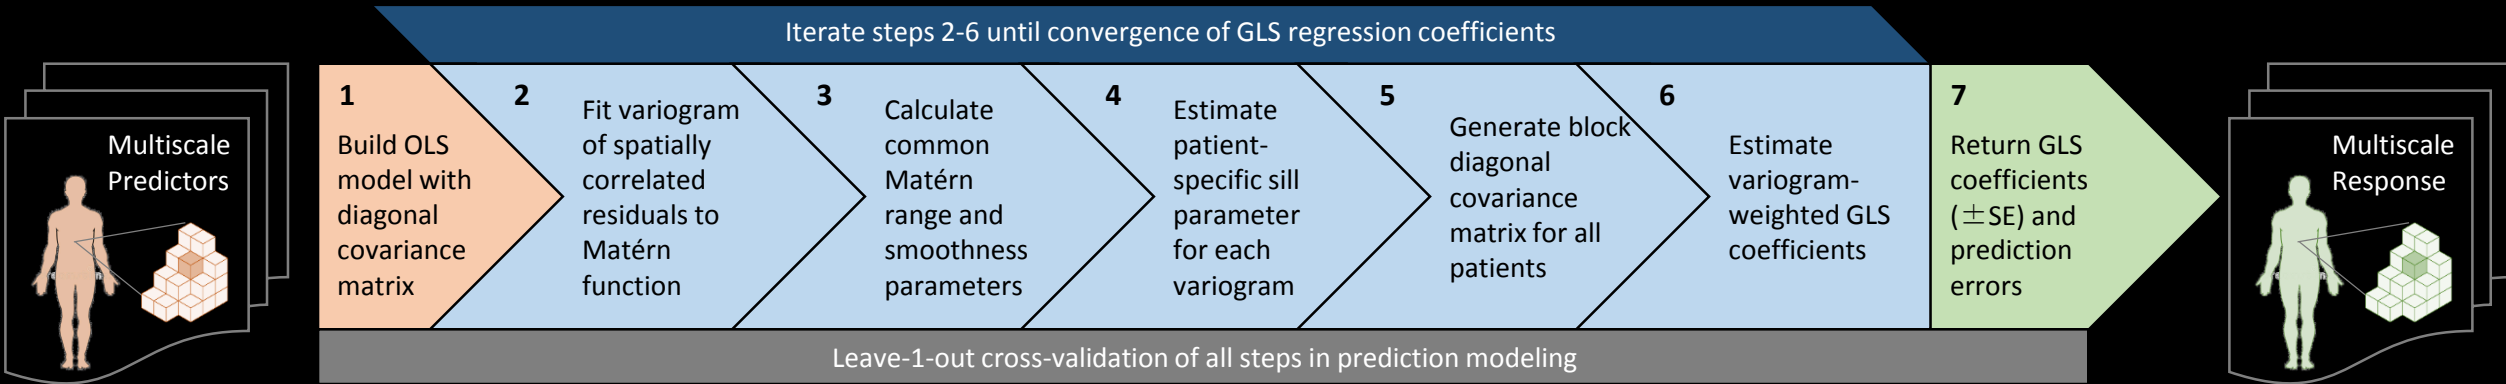 Iterate steps 2-6 until convergence of GLS regression coefficients
Multiscale
Predictors
1
Build OLS
model with
diagonal
covariance
matrix
2
Fit variogram
of spatially
correlated
residuals to
Matérn
function
3
Calculate
common
Matérn
range and
smoothness
parameters
4
Estimate
patient-
specific sill
parameter
for each
variogram
5
Generate block
diagonal
covariance
matrix for all
patients
6
Estimate
variogram-
weighted GLS
coefficients
7
Return GLS
coefficients
(±SE) and
prediction
errors
Multiscale
Response
Leave-1-out cross-validation of all steps in prediction modeling